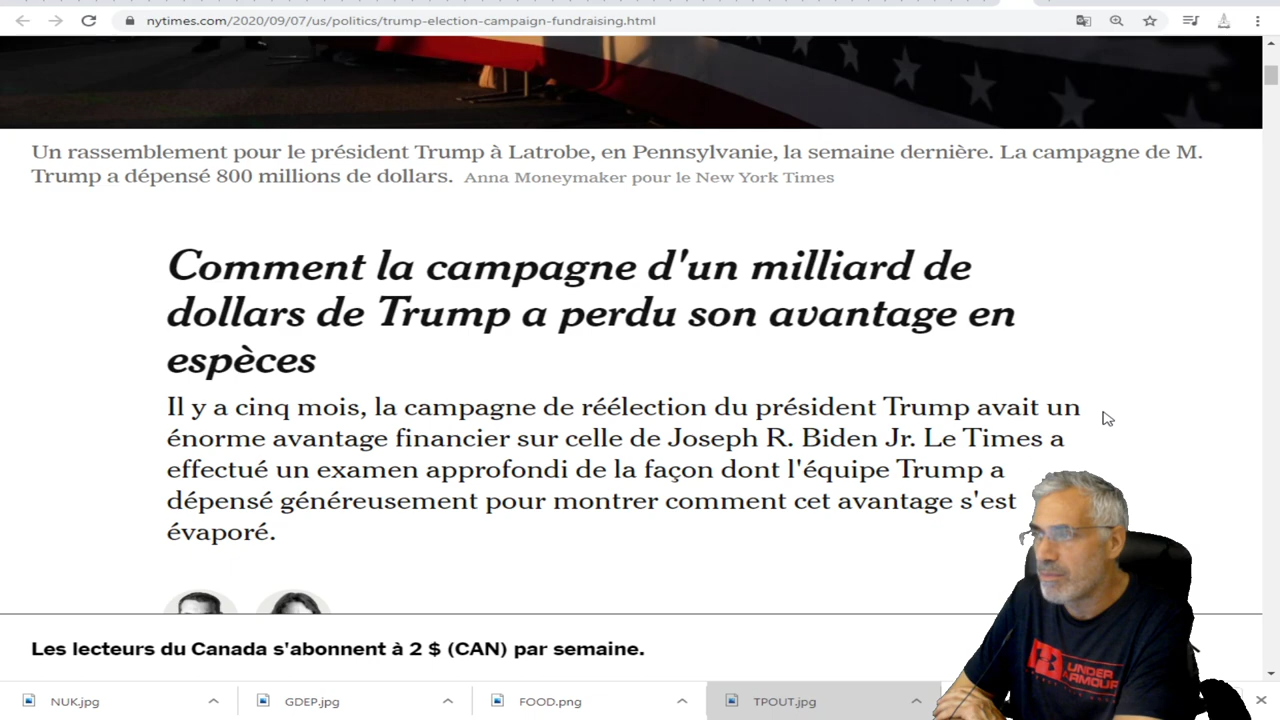 nytimes.com/2020/09/07/us/politics/trump-election-campaign-fundraising.html
Un rassemblement pour le président Trump à Latrobe, en Pennsylvanie, la semaine dernière. La campagne de M.
Trump a dépensé 800 millions de dollars. Anna Moneymaker pour le New York Times
Comment la campagne d'un milliard de
dollars de Trump a perdu son avantage en
espèces
Il y a cinq mois, la campagne de réélection du président Trump avait un
énorme avantage financier sur celle de Joseph R. Biden Jr. Le Times a
effectué un examen approfondi de la façon dont l'équipe Trump a
dépensé généreusement pour montrer comment cet avantage s'est
évaporé.
UNDER
ARMOUR
Les lecteurs du Canada s'abonnent à 2 $ (CAN) par semaine.
NUK.jpg
GDEP.jpg
FOOD.png
TPOUT.jpg